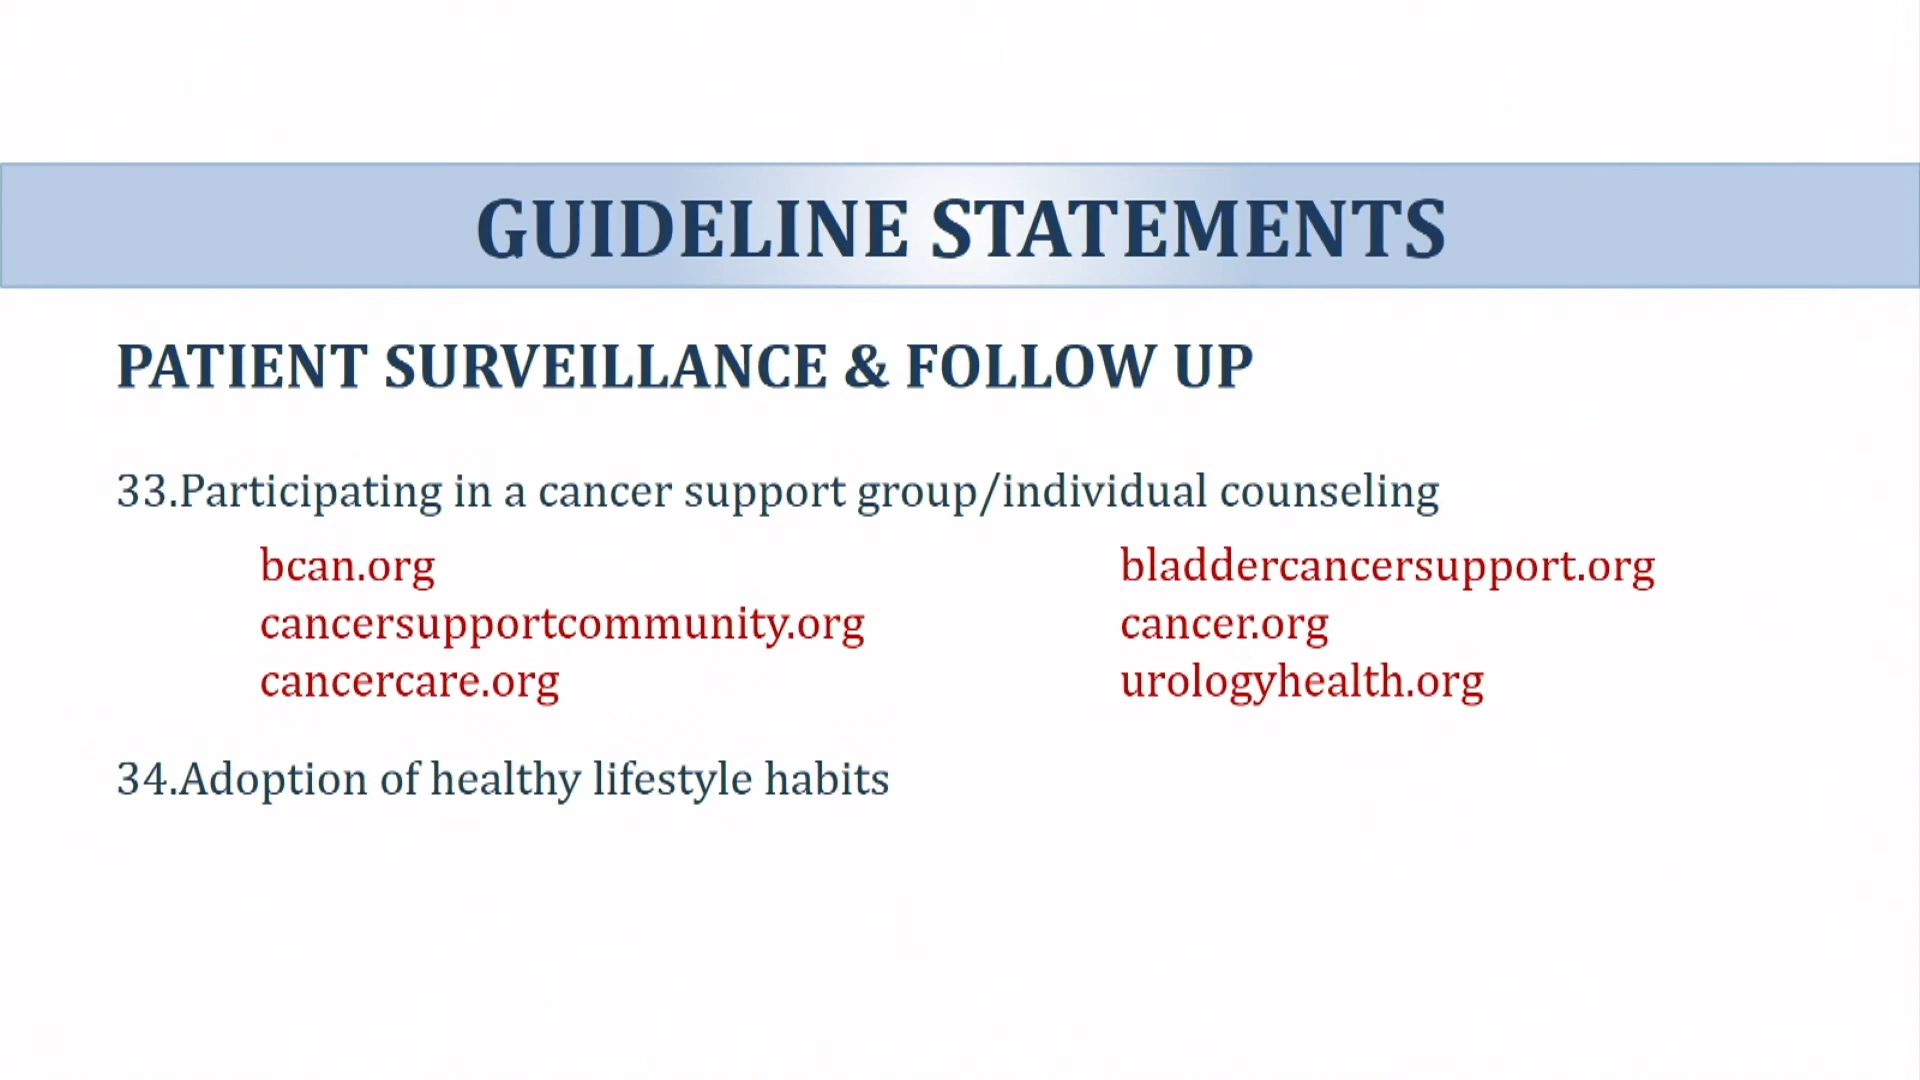 GUIDELINE STATEMENTS
PATIENT SURVEILLANCE & FOLLOW UP
33.Participating in a cancer support group/individual counseling
bcan.org
cancersupportcommunity.org
cancercare.org
bladdercancersupport.org
cancer.org
urologyhealth.org
34.Adoption of healthy lifestyle habits